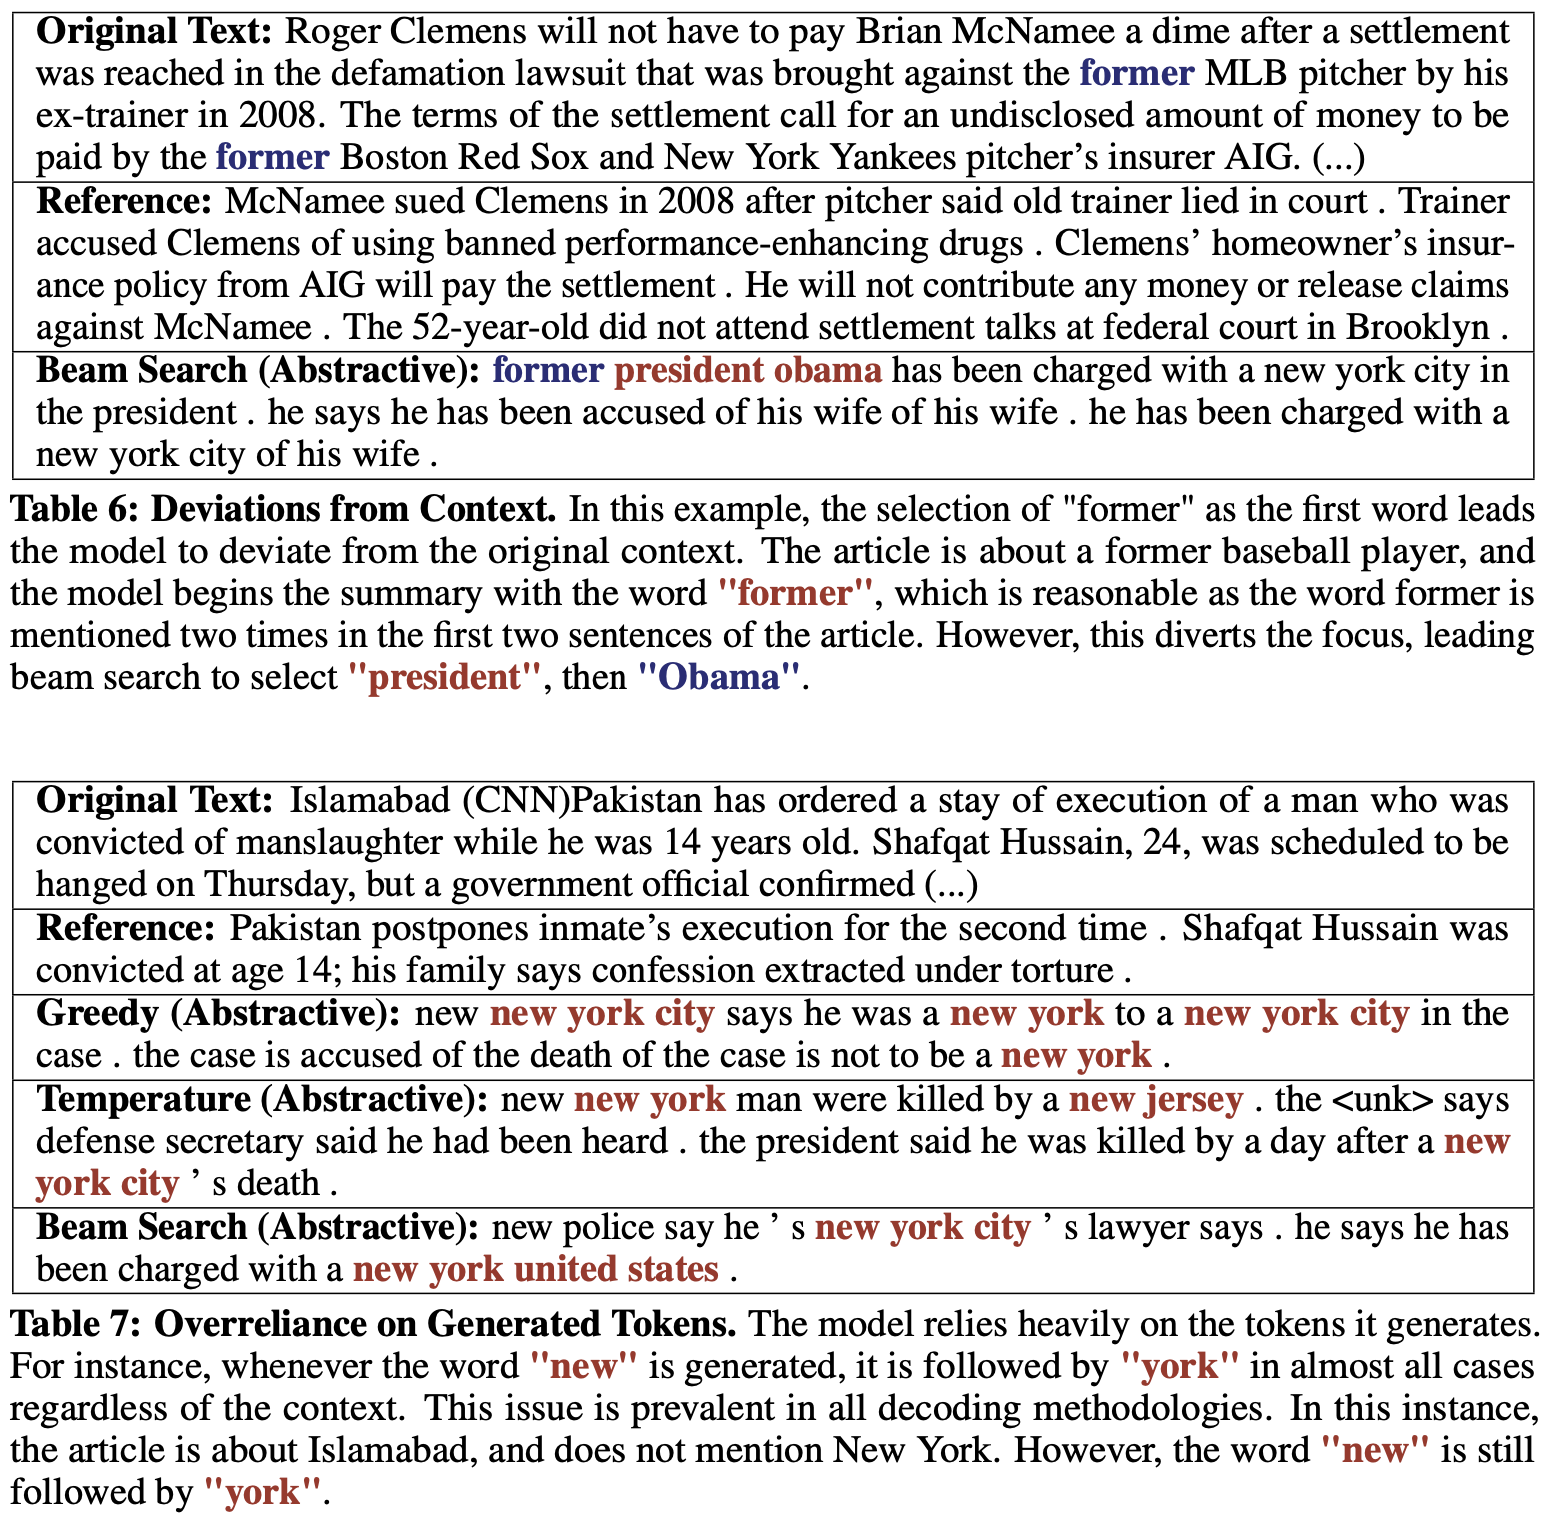 Original Text: Roger Clemens will not have to pay Brian McNamee a dime after a settlement
was reached in the defamation lawsuit that was brought against the former MLB pitcher by his
ex-trainer in 2008. The terms of the settlement call for an undisclosed amount of money to be
paid by the former Boston Red Sox and New York Yankees pitcher’s insurer AIG. (...)
Reference: McNamee sued Clemens in 2008 after pitcher said old trainer lied in court . Trainer
accused Clemens of using banned performance-enhancing drugs . Clemens’ homeowner’s insur-
ance policy from AIG will pay the settlement . He will not contribute any money or release claims
against McNamee . The 52-year-old did not attend settlement talks at federal court in Brooklyn .
Beam Search (Abstractive): former president obama has been charged with a new york city in
the president . he says he has been accused of his wife of his wife . he has been charged with a
new york city of his wife .
Table 6: Deviations from Context. In this example, the selection of "former" as the first word leads
the model to deviate from the original context. The article is about a former baseball player, and
the model begins the summary with the word "former", which is reasonable as the word former is
mentioned two times in the first two sentences of the article. However, this diverts the focus, leading
beam search to select "president", then "Obama".
Original Text: Islamabad (CNN)Pakistan has ordered a stay of execution of a man who was
convicted of manslaughter while he was 14 years old. Shafqat Hussain, 24, was scheduled to be
hanged on Thursday, but a government official confirmed (...)
Reference: Pakistan postpones inmate’s execution for the second time . Shafqat Hussain was
convicted at age 14; his family says confession extracted under torture .
Greedy (Abstractive): new new york city says he was a new york to a new york city in the
case . the case is accused of the death of the case is not to be a new york .
Temperature (Abstractive): new new york man were killed by a new jersey . the <unk> says
defense secretary said he had been heard . the president said he was killed by a day after a new
york city ’ s death .
Beam Search (Abstractive): new police say he ’ s new york city ’ s lawyer says . he says he has
been charged with a new york united states .
Table 7: Overreliance on Generated Tokens. The model relies heavily on the tokens it generates.
For instance, whenever the word "new" is generated, it is followed by "york" in almost all cases
regardless of the context. This issue is prevalent in all decoding methodologies. In this instance,
the article is about Islamabad, and does not mention New York. However, the word "new" is still
followed by "york".